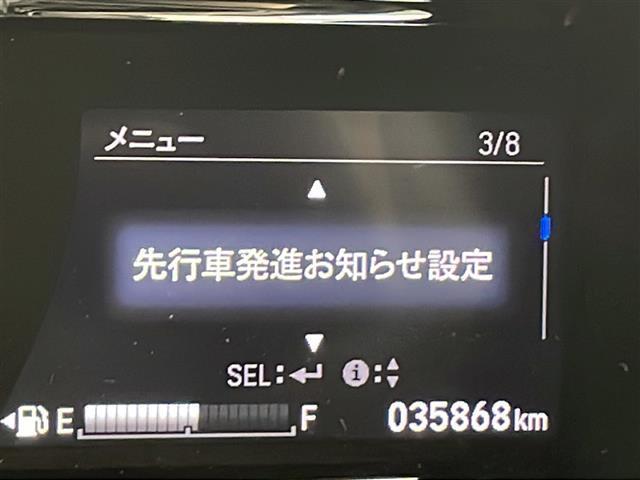 メニュー 3/8
▲
先行車発進お知らせ設定
▼
SEL:↵ i:▲▼
E F 035868km